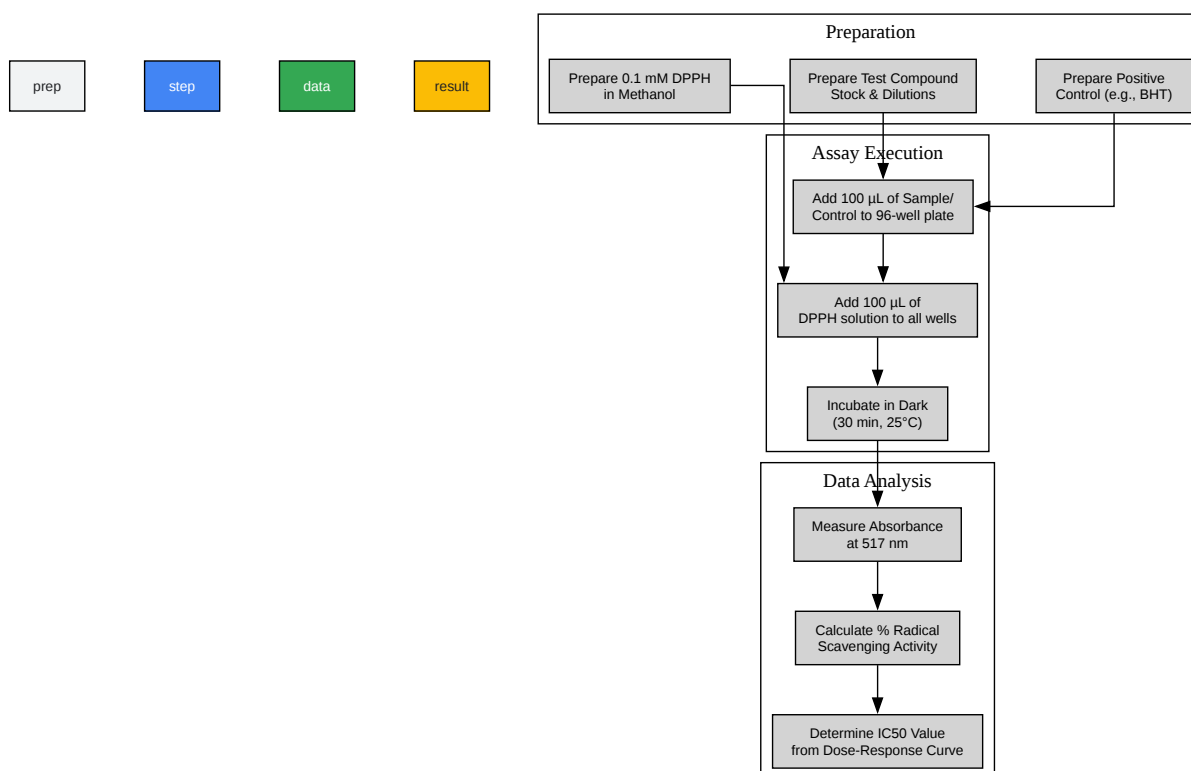 prep
step
data
result
Preparation
Prepare 0.1 mM DPPH
in Methanol
Prepare Test Compound
Stock & Dilutions
Prepare Positive
Control (e.g., BHT)
Assay Execution
Add 100 µL of Sample/
Control to 96-well plate
Add 100 µL of
DPPH solution to all wells
Incubate in Dark
(30 min, 25°C)
Data Analysis
Measure Absorbance
at 517 nm
Calculate % Radical
Scavenging Activity
Determine IC50 Value
from Dose-Response Curve